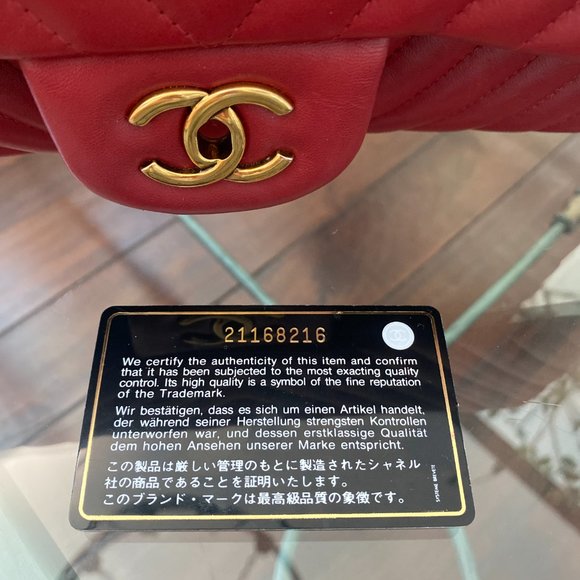 21168216
We certify the authenticity of this item and confirm
that it has been subjected to the most exacting quality
control. Its high quality is a symbol of the fine reputation
of the Trademark.
Wir bestätigen, dass es sich um einen Artikel handelt,
der während seiner Herstellung strengsten Kontrollen
unterworfen war, und dessen erstklassige Qualität
dem hohen Ansehen unserer Marke entspricht.
この製品は厳しい管理のもとに製造されたシャネル
社の商品であることを証明いたします。
このブランド・マークは最高級品質の象徴です。
SYSTEME BREVETE